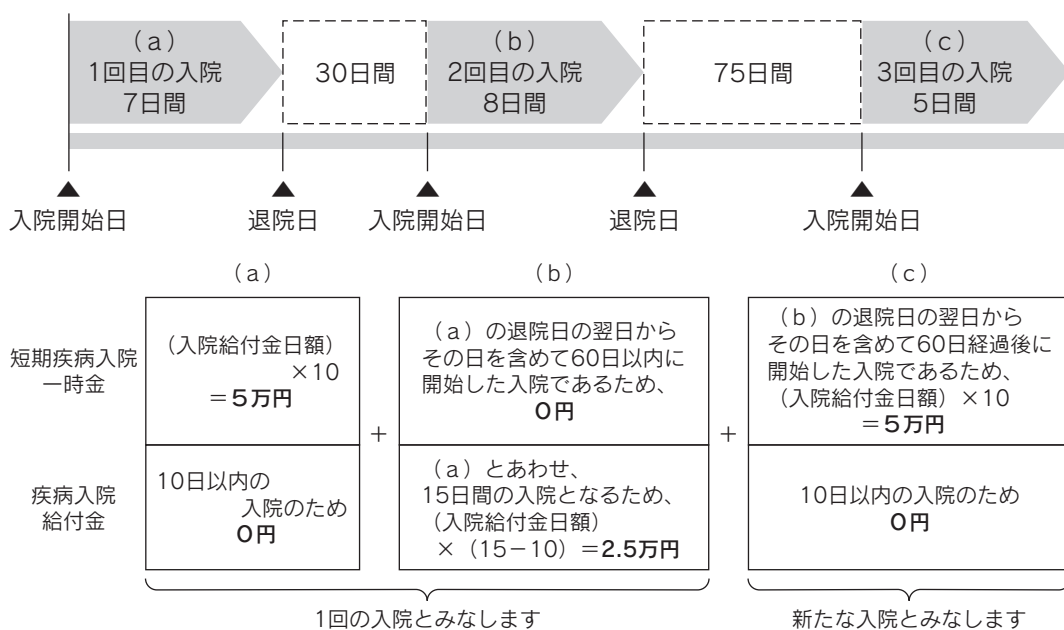 （a）
1回目の入院
7日間
30日間
（b）
2回目の入院
8日間
75日間
（c）
3回目の入院
5日間
入院開始日
退院日
入院開始日
退院日
入院開始日
（a）
（b）
（c）
短期疾病入院
一時金
（入院給付金日額）
×10
＝5万円
+
（a）の退院日の翌日から
その日を含めて60日以内に
開始した入院であるため、
0円
+
（b）の退院日の翌日から
その日を含めて60日経過後に
開始した入院であるため、
（入院給付金日額）×10
＝5万円
疾病入院
給付金
10日以内の
入院のため
0円
（a）とあわせ、
15日間の入院となるため、
（入院給付金日額）
×（15－10）＝2.5万円
10日以内の入院のため
0円
1回の入院とみなします
新たな入院とみなします